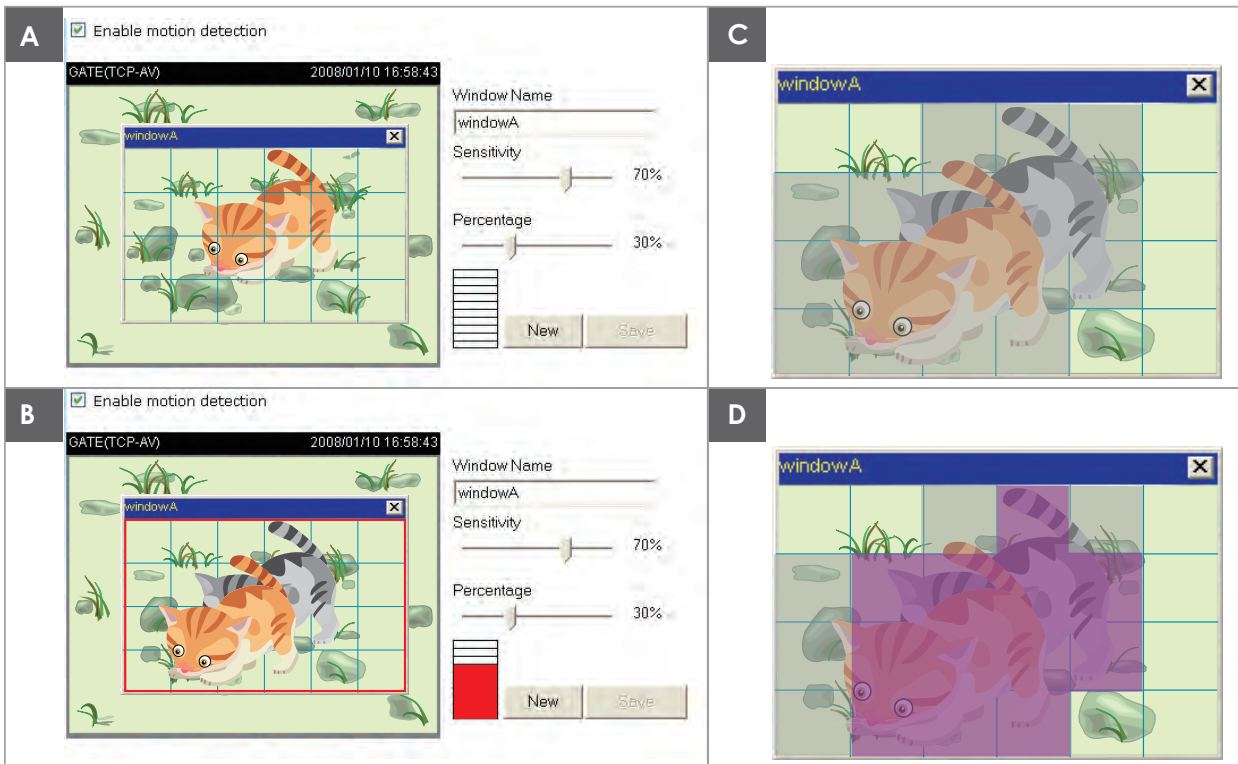 A
Enable motion detection
GATE(TCP-AV) 2008/01/10 16:58:43
windowA
Window Name
windowA
Sensitivity
70%
Percentage
30%
New Save
C
windowA
B
Enable motion detection
GATE(TCP-AV) 2008/01/10 16:58:43
windowA
Window Name
windowA
Sensitivity
70%
Percentage
30%
New Save
D
windowA